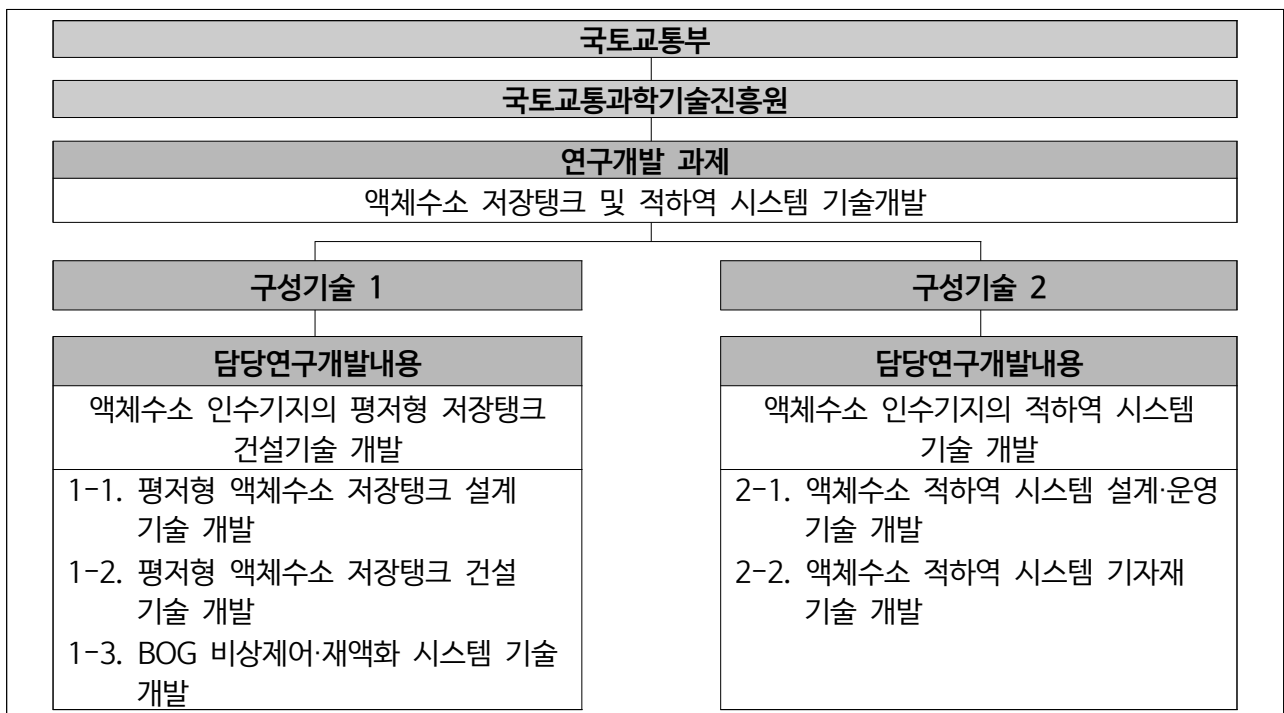 국토교통부
국토교통과학기술진흥원
연구개발 과제
액체수소 저장탱크 및 적하역 시스템 기술개발
구성기술 1
담당연구개발내용
액체수소 인수기지의 평저형 저장탱크
건설기술 개발
1-1. 평저형 액체수소 저장탱크 설계
기술 개발
1-2. 평저형 액체수소 저장탱크 건설
기술 개발
1-3. BOG 비상제어·재액화 시스템 기술
개발
구성기술 2
담당연구개발내용
액체수소 인수기지의 적하역 시스템
기술 개발
2-1. 액체수소 적하역 시스템 설계·운영
기술 개발
2-2. 액체수소 적하역 시스템 기자재
기술 개발